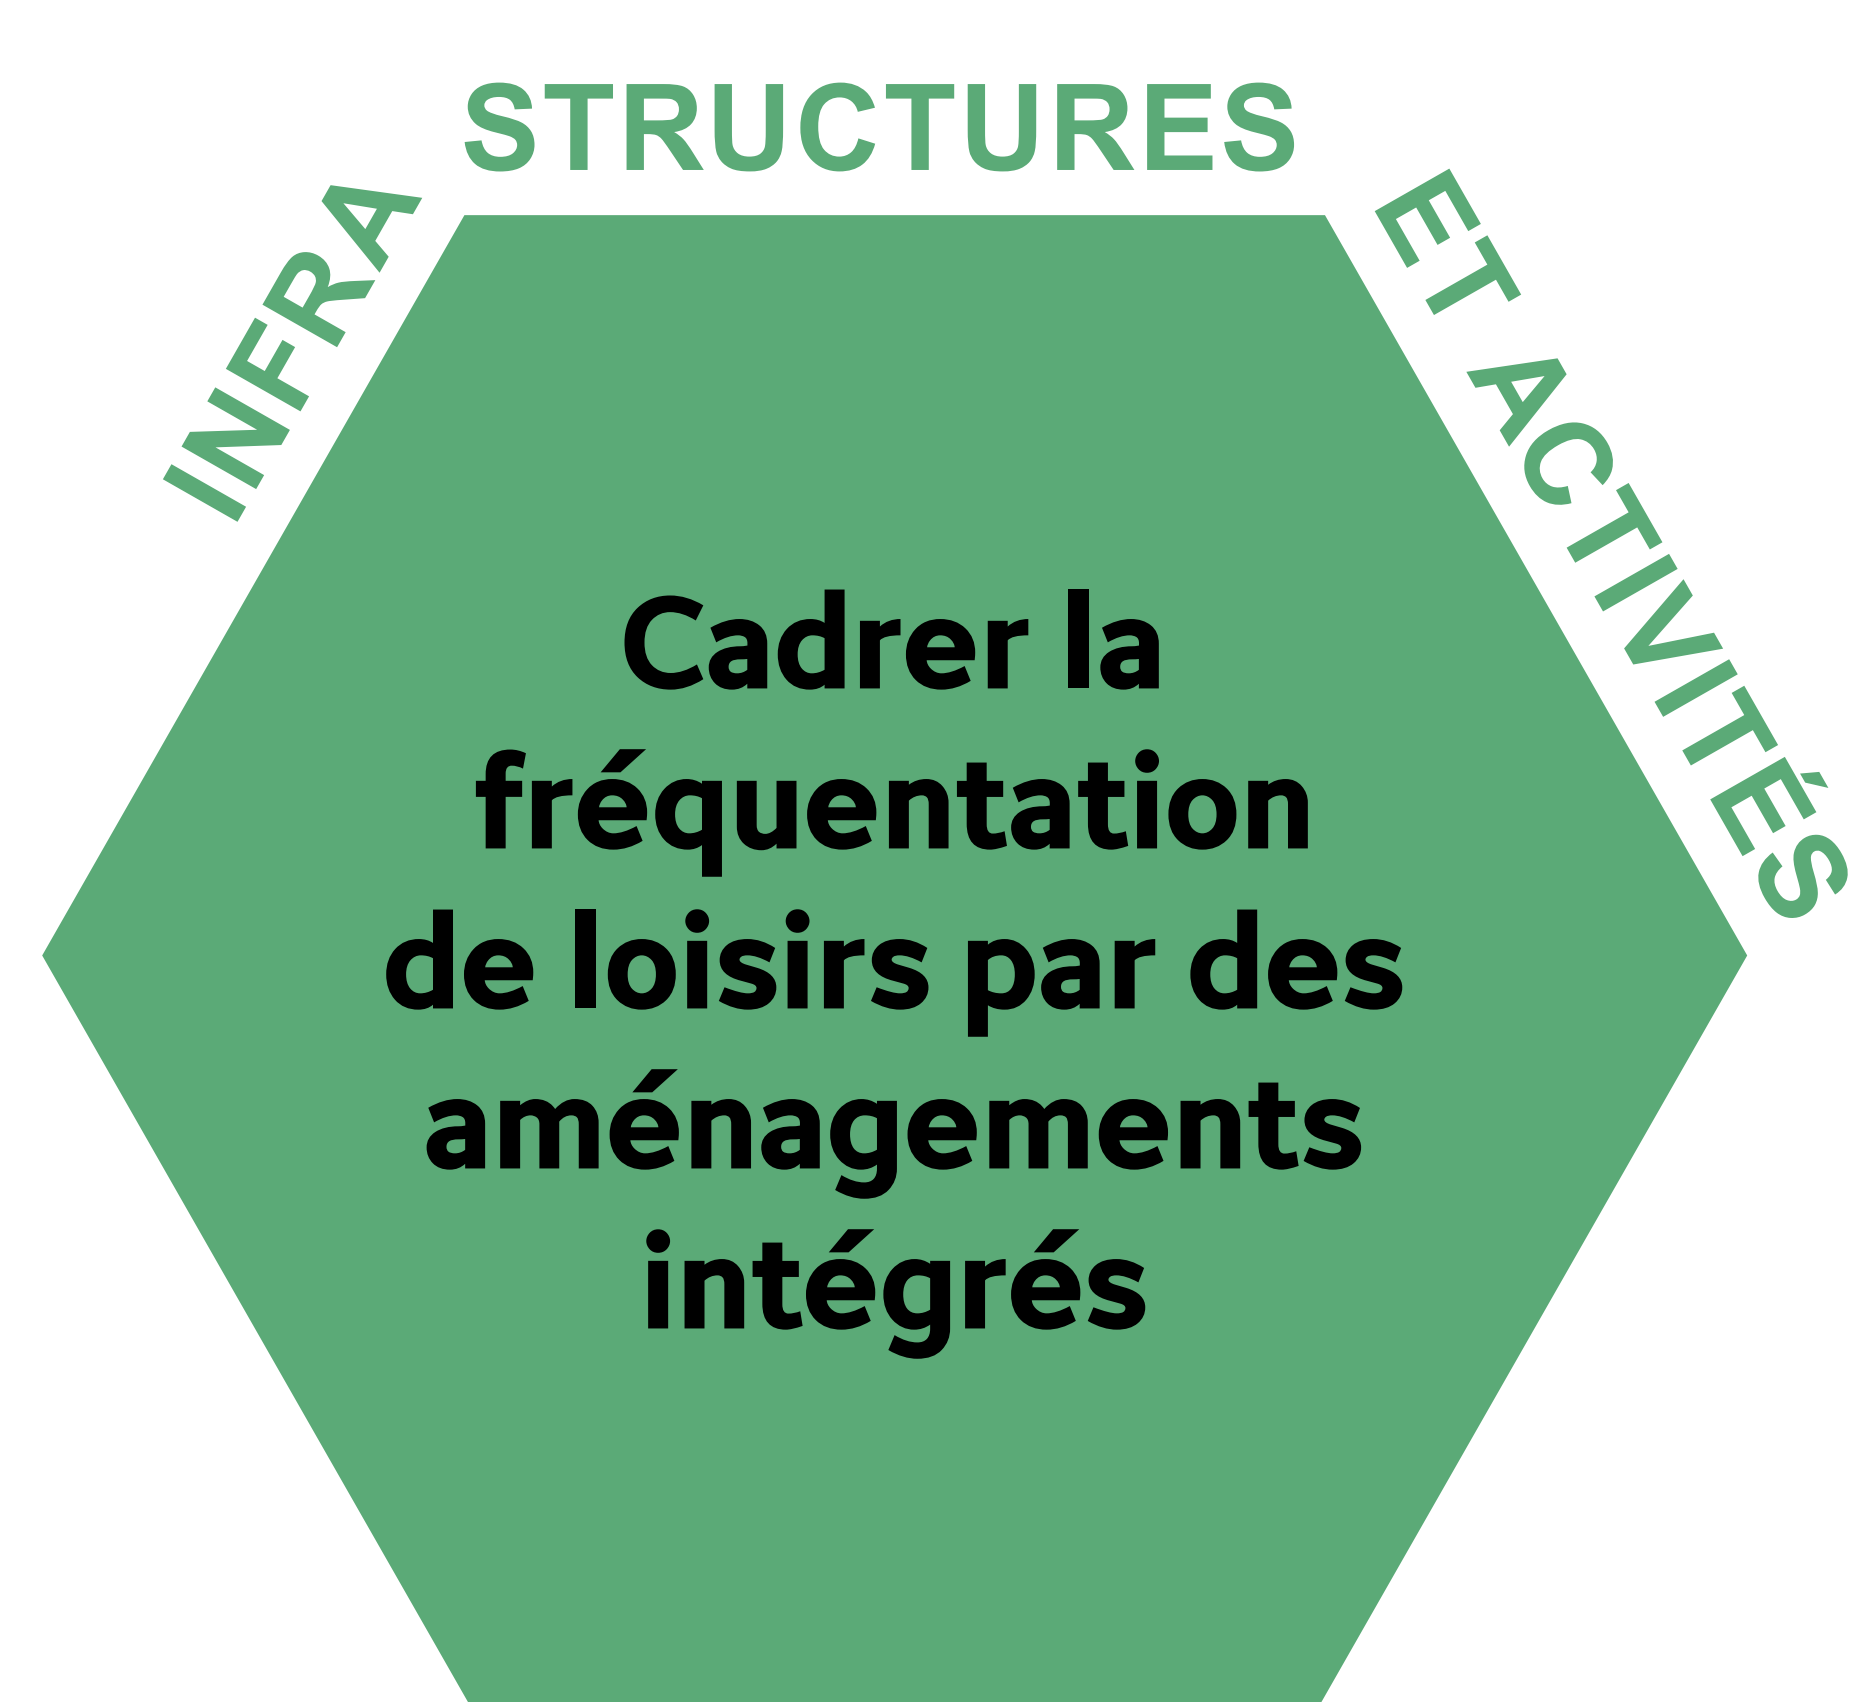 INFRA
STRUCTURES
ET ACTIVITÉS
Cadrer la
fréquentation
de loisirs par des
aménagements
intégrés